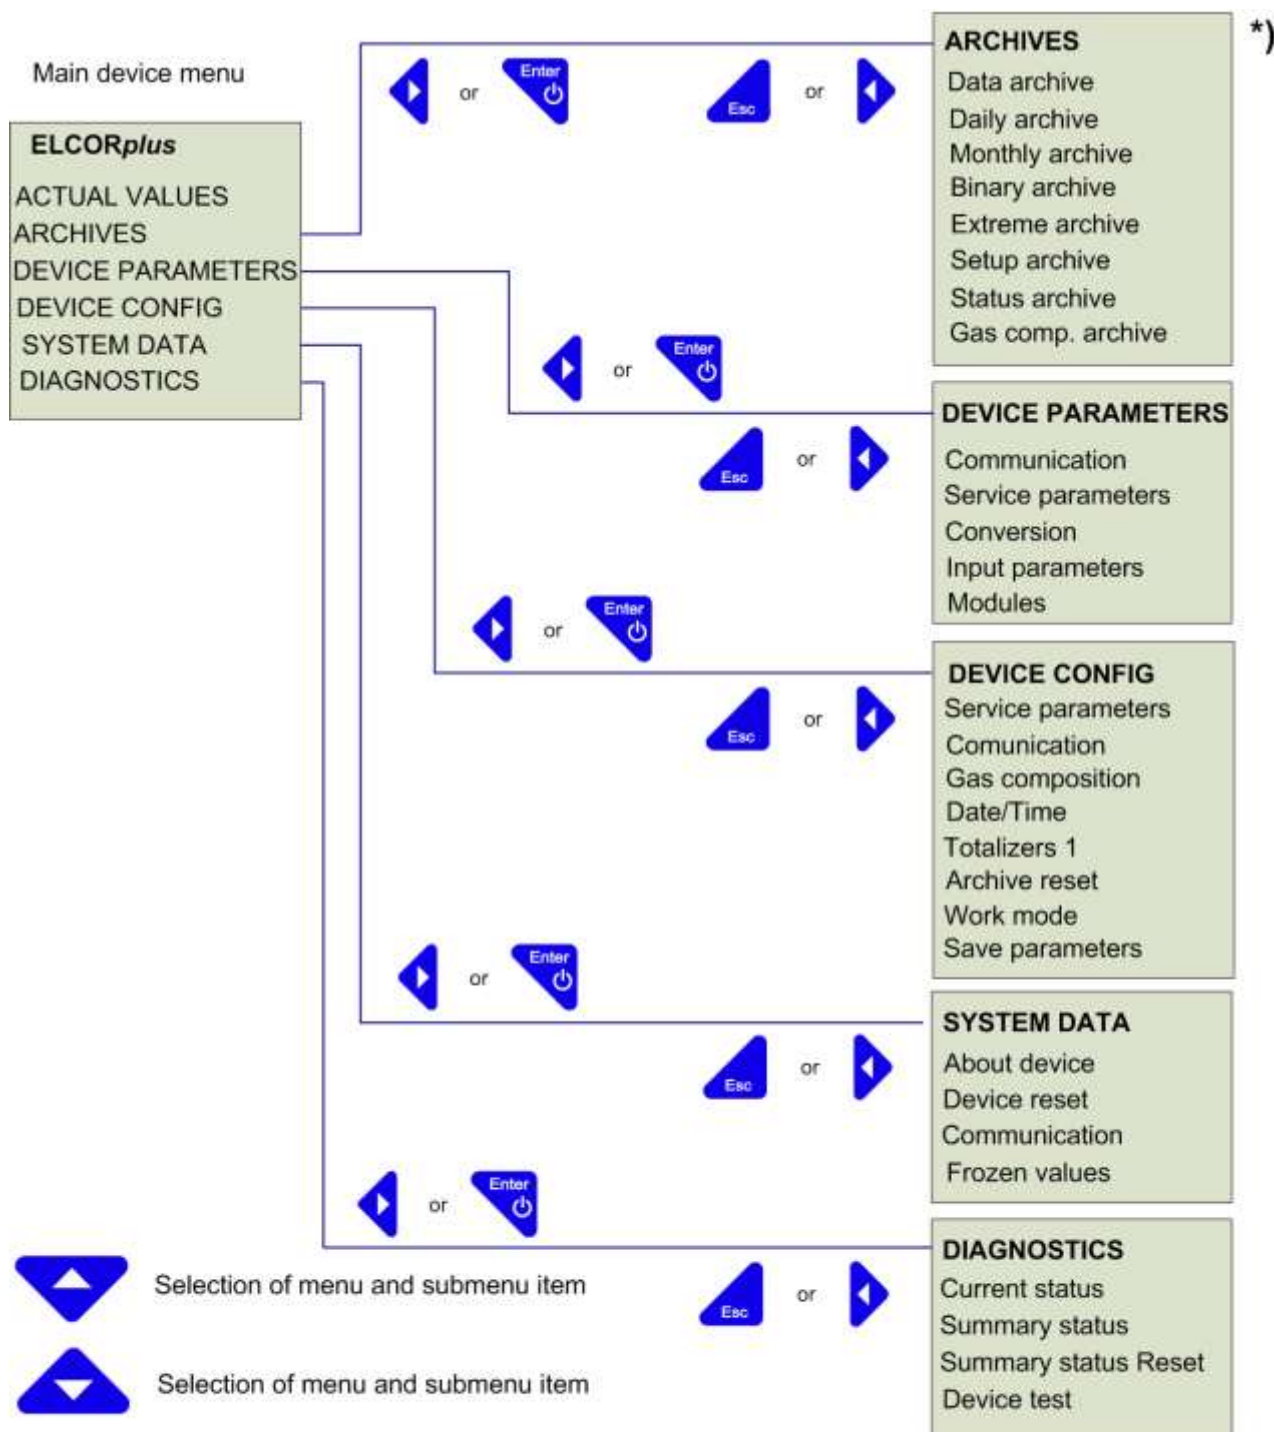 Main device menu
ELCORplus
ACTUAL VALUES
ARCHIVES
DEVICE PARAMETERS
DEVICE CONFIG
SYSTEM DATA
DIAGNOSTICS
Enter
or
Esc
or
*)
ARCHIVES
Data archive
Daily archive
Monthly archive
Binary archive
Extreme archive
Setup archive
Status archive
Gas comp. archive
Enter
or
Esc
or
DEVICE PARAMETERS
Communication
Service parameters
Conversion
Input parameters
Modules
Enter
or
Esc
or
DEVICE CONFIG
Service parameters
Comunication
Gas composition
Date/Time
Totalizers 1
Archive reset
Work mode
Save parameters
Enter
or
Esc
or
SYSTEM DATA
About device
Device reset
Communication
Frozen values
Enter
or
Esc
or
DIAGNOSTICS
Current status
Summary status
Summary status Reset
Device test
Selection of menu and submenu item
Selection of menu and submenu item